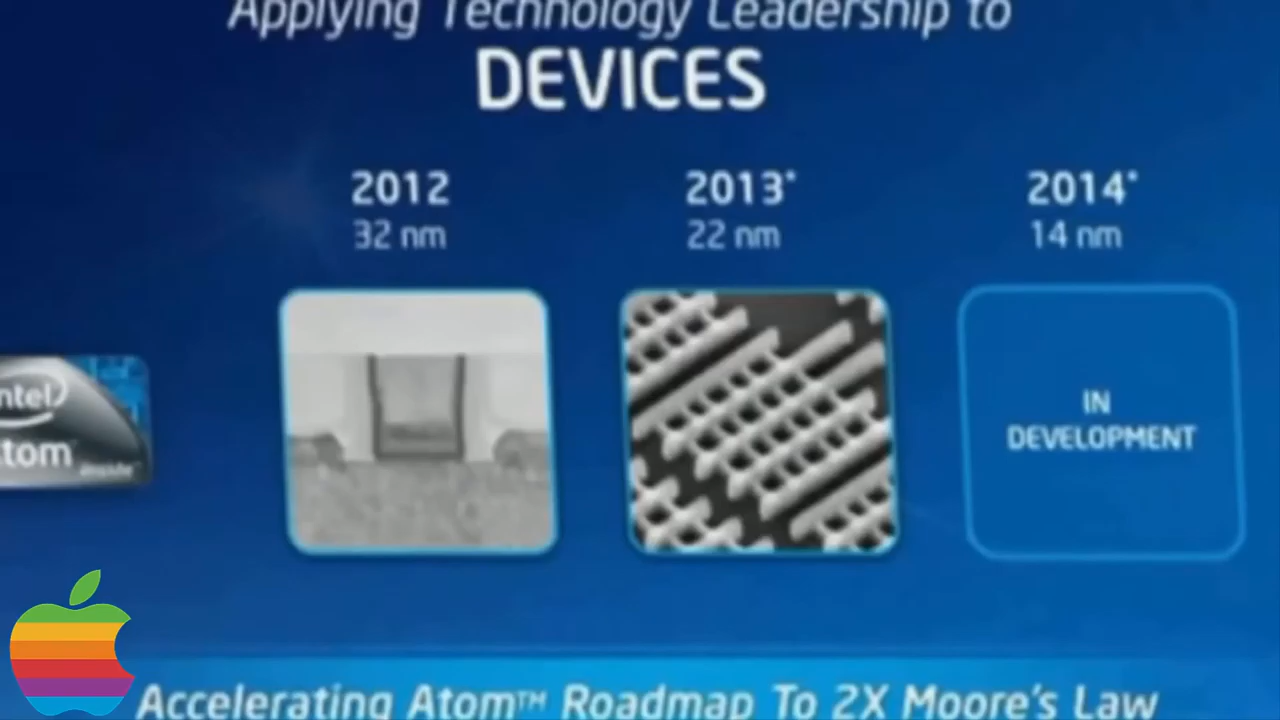 Applying Technology Leadership to
DEVICES
2012
32 nm
2013*
22 nm
2014*
14 nm
IN
DEVELOPMENT
ntel
tom
inside™
Accelerating Atom™ Roadmap To 2X Moore's Law